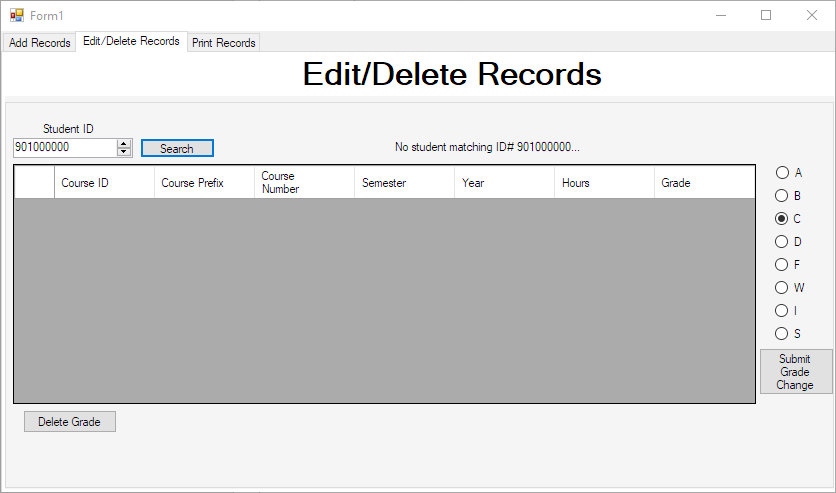 Form1
Add Records
Edit/Delete Records
Print Records
Edit/Delete Records
Student ID
901000000
Search
No student matching ID# 901000000...
Course ID
Course Prefix
Course
Number
Semester
Year
Hours
Grade
A
B
C
D
F
W
I
S
Submit
Grade
Change
Delete Grade